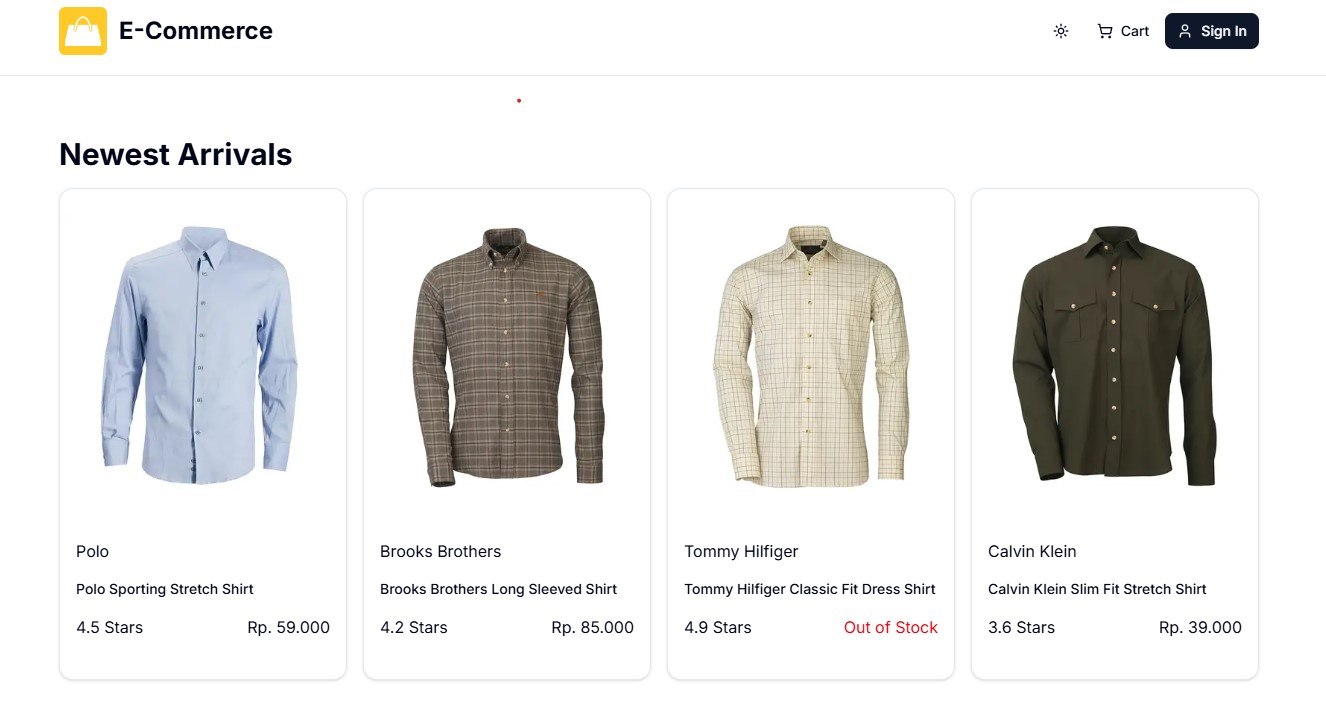 E-Commerce
Cart
Sign In
Newest Arrivals
Polo
Polo Sporting Stretch Shirt
4.5 Stars
Rp. 59.000
Brooks Brothers
Brooks Brothers Long Sleeved Shirt
4.2 Stars
Rp. 85.000
Tommy Hilfiger
Tommy Hilfiger Classic Fit Dress Shirt
4.9 Stars
Out of Stock
Calvin Klein
Calvin Klein Slim Fit Stretch Shirt
3.6 Stars
Rp. 39.000